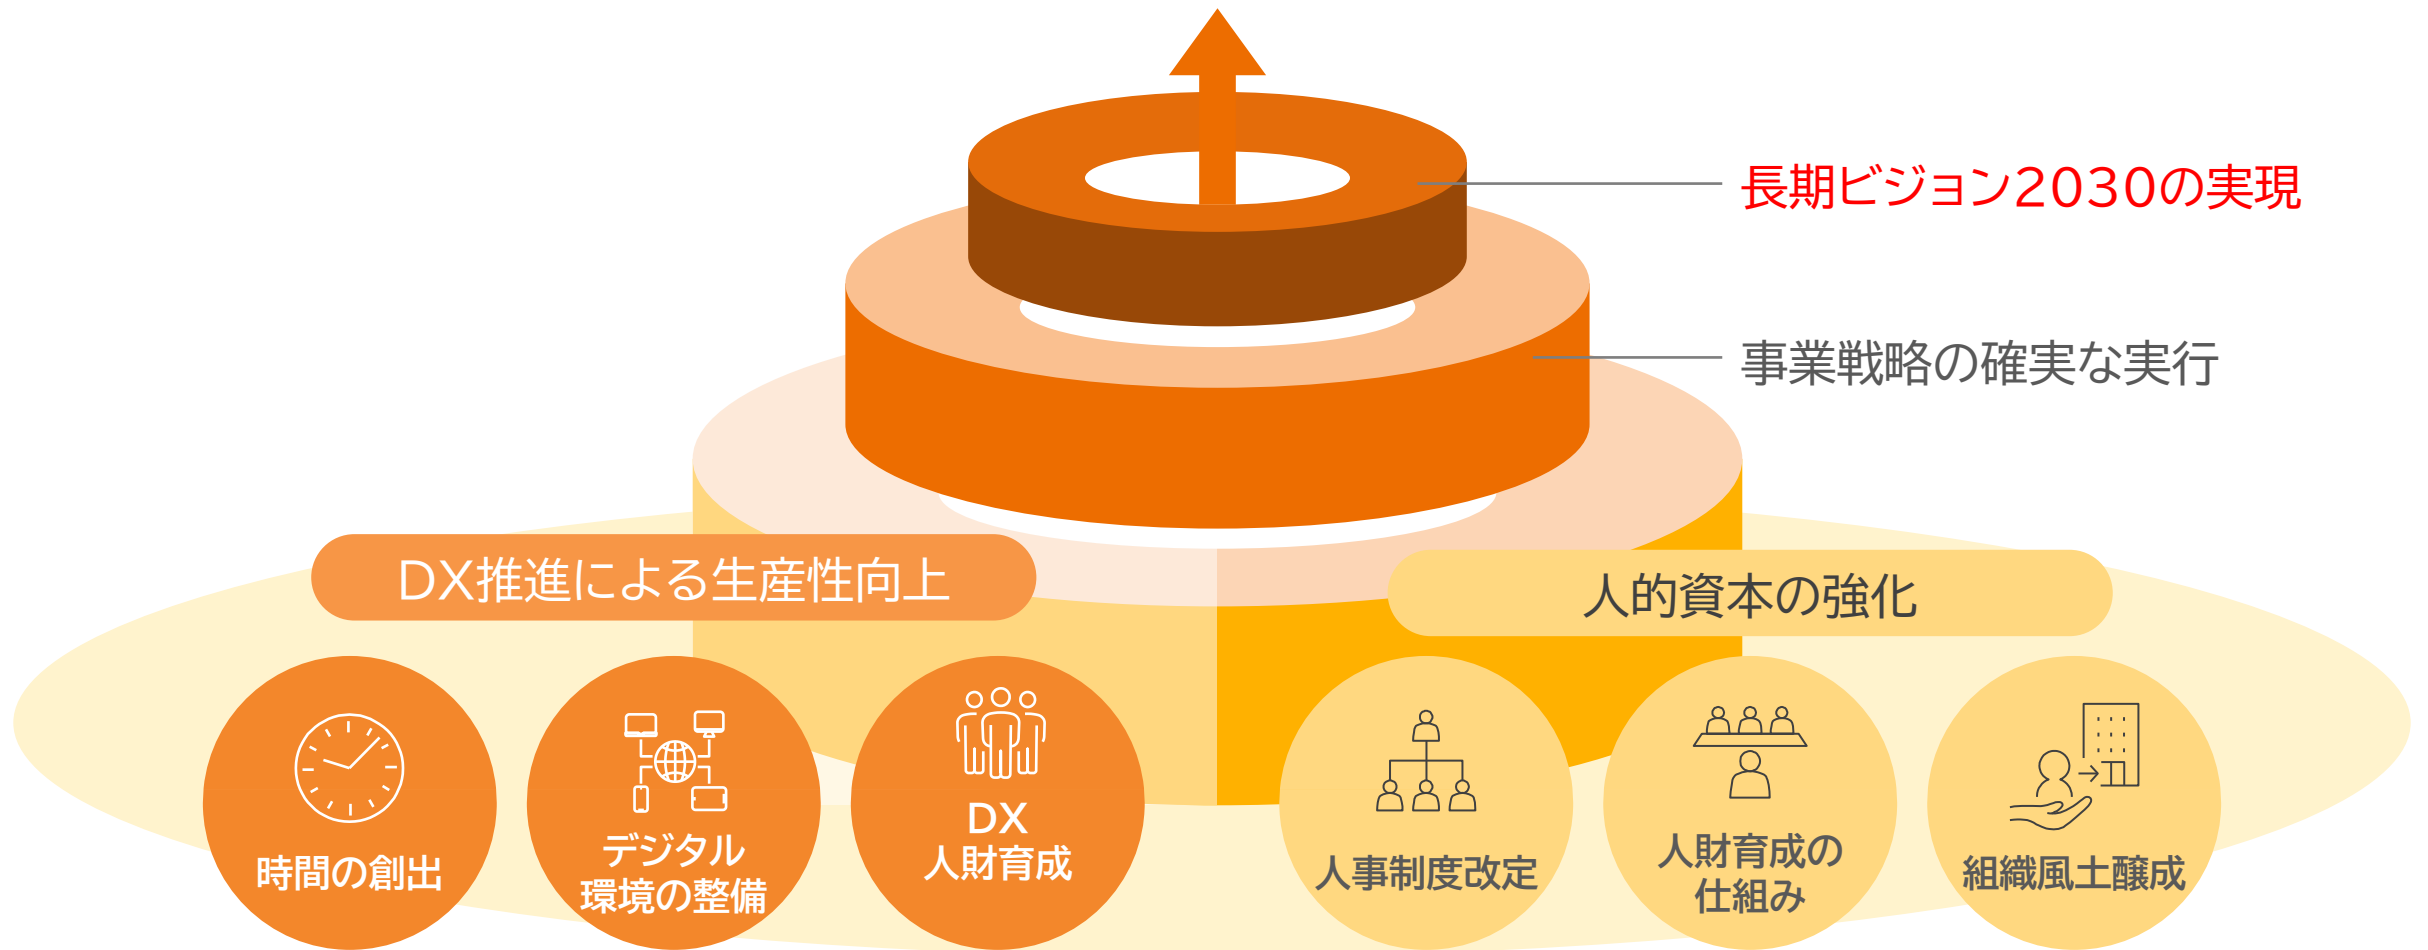 長期ビジョン2030の実現
事業戦略の確実な実行
DX推進による生産性向上
人的資本の強化
時間の創出
デジタル
環境の整備
DX
人財育成
人事制度改定
人財育成の
仕組み
組織風土醸成